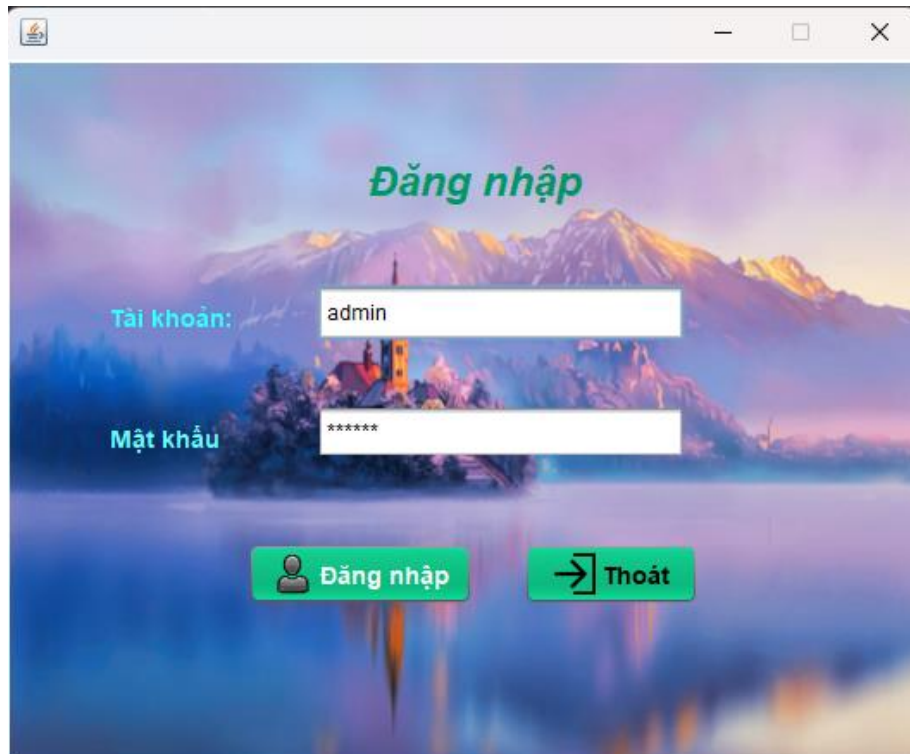 Đăng nhập
Tài khoản: admin
Mật khẩu ******
Đăng nhập Thoát